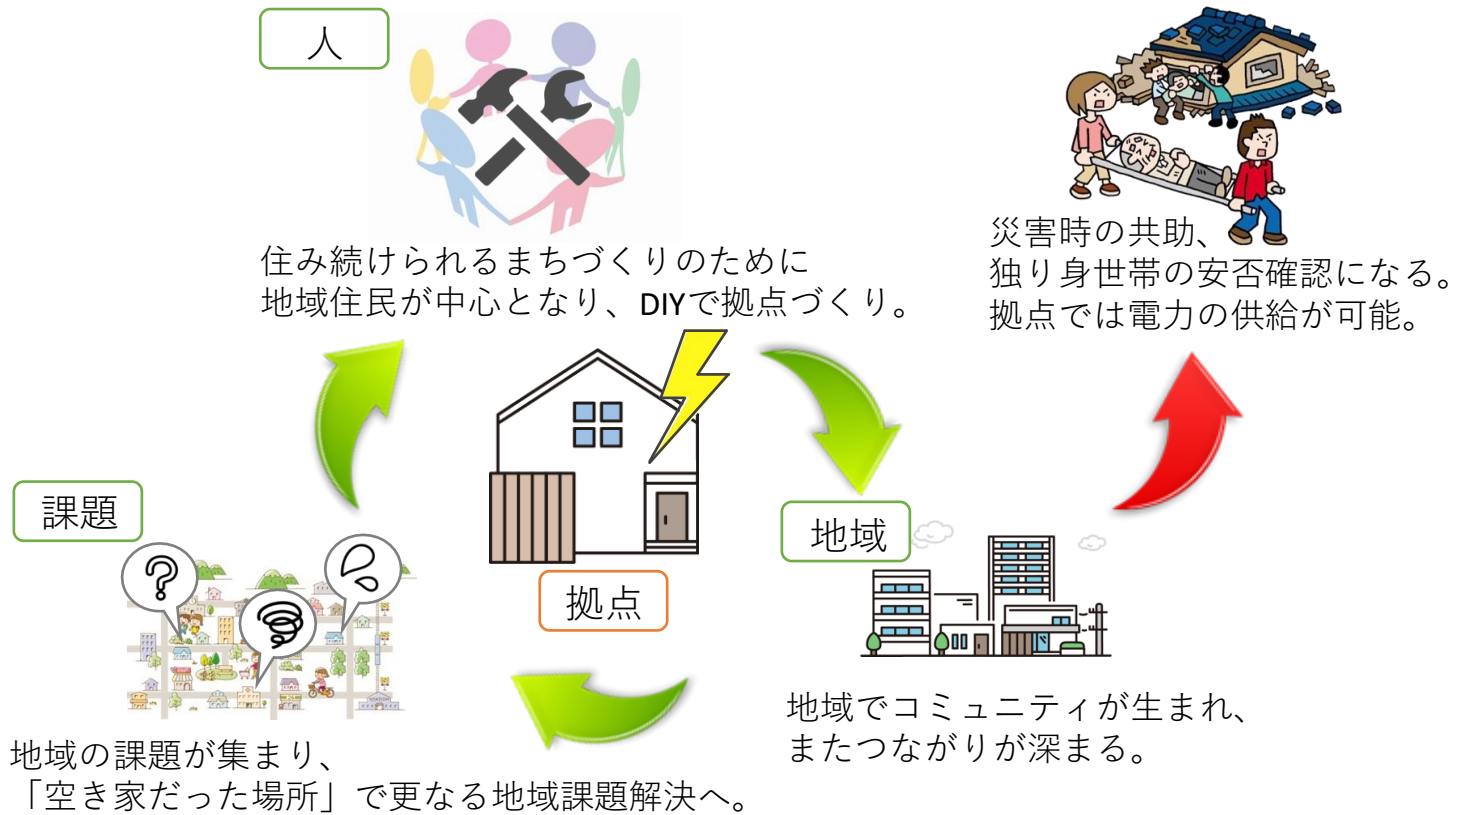 人
住み続けられるまちづくりのために
地域住民が中心となり、DIYで拠点づくり。
災害時の共助、
独り身世帯の安否確認になる。
拠点では電力の供給が可能。
課題
地域
拠点
地域でコミュニティが生まれ、
またつながりが深まる。
地域の課題が集まり、
「空き家だった場所」で更なる地域課題解決へ。